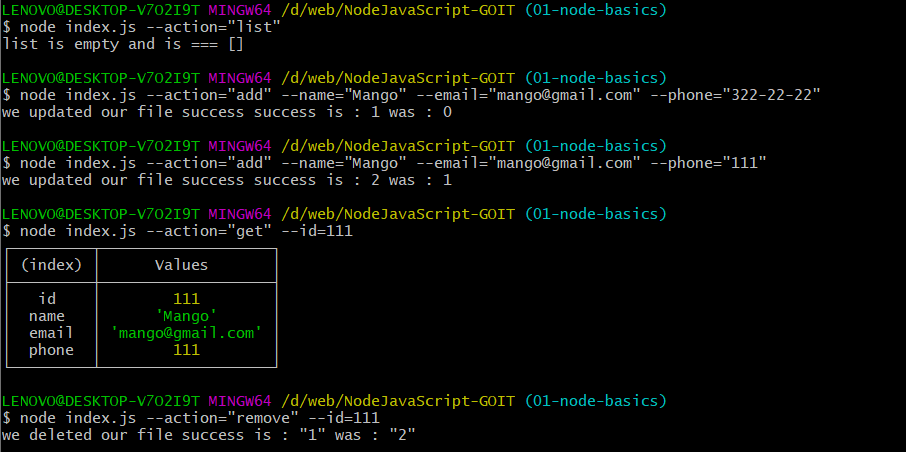 LENOVO@DESKTOP-V7O2I9T MINGW64 /d/web/NodeJavaScript-GOIT (01-node-basics)
$ node index.js --action="list"
list is empty and is === []
LENOVO@DESKTOP-V7O2I9T MINGW64 /d/web/NodeJavaScript-GOIT (01-node-basics)
$ node index.js --action="add" --name="Mango" --email="mango@gmail.com" --phone="322-22-22"
we updated our file success success is : 1 was : 0
LENOVO@DESKTOP-V7O2I9T MINGW64 /d/web/NodeJavaScript-GOIT (01-node-basics)
$ node index.js --action="add" --name="Mango" --email="mango@gmail.com" --phone="111"
we updated our file success success is : 2 was : 1
LENOVO@DESKTOP-V7O2I9T MINGW64 /d/web/NodeJavaScript-GOIT (01-node-basics)
$ node index.js --action="get" --id=111
(index) Values
id 111
name 'Mango'
email 'mango@gmail.com'
phone 111
LENOVO@DESKTOP-V7O2I9T MINGW64 /d/web/NodeJavaScript-GOIT (01-node-basics)
$ node index.js --action="remove" --id=111
we deleted our file success is : "1" was : "2"